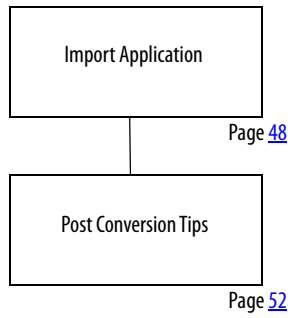 Import Application
Page 48
Post Conversion Tips
Page 52